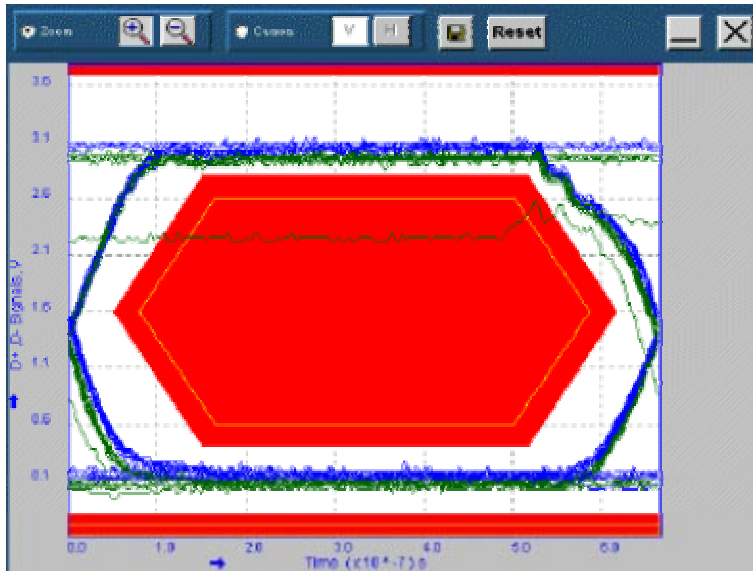 Zoom
Cursors
V
H
Reset
3.6
3.1
2.6
2.1
1.6
1.1
0.6
0.1
D+,D- Signals, V
0.0 1.0 2.0 3.0 4.0 5.0 6.0
Time (x10^-7)s